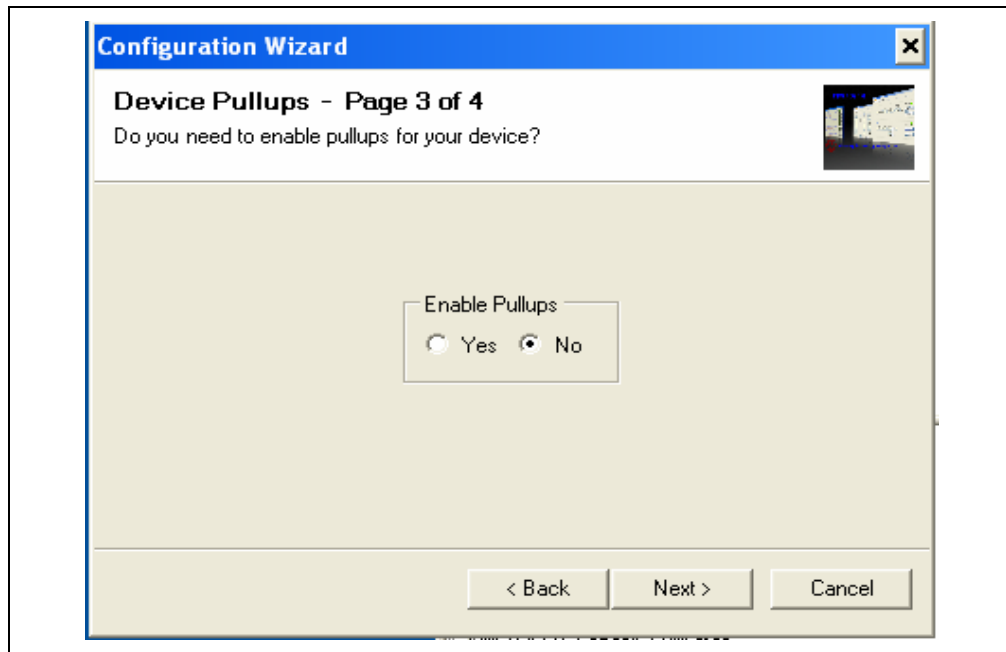 Configuration Wizard
Device Pullups - Page 3 of 4
Do you need to enable pullups for your device?
Enable Pullups
Yes No
< Back Next > Cancel